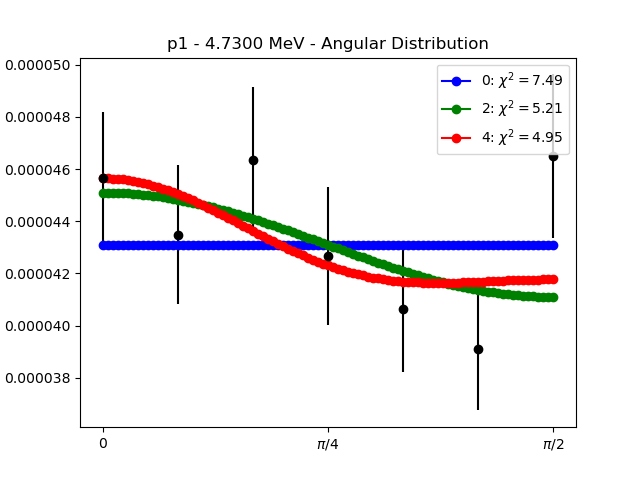 p1 - 4.7300 MeV - Angular Distribution
0.000050
0.000048
0.000046
0.000044
0.000042
0.000040
0.000038
0: χ² = 7.49
2: χ² = 5.21
4: χ² = 4.95
0
π/4
π/2